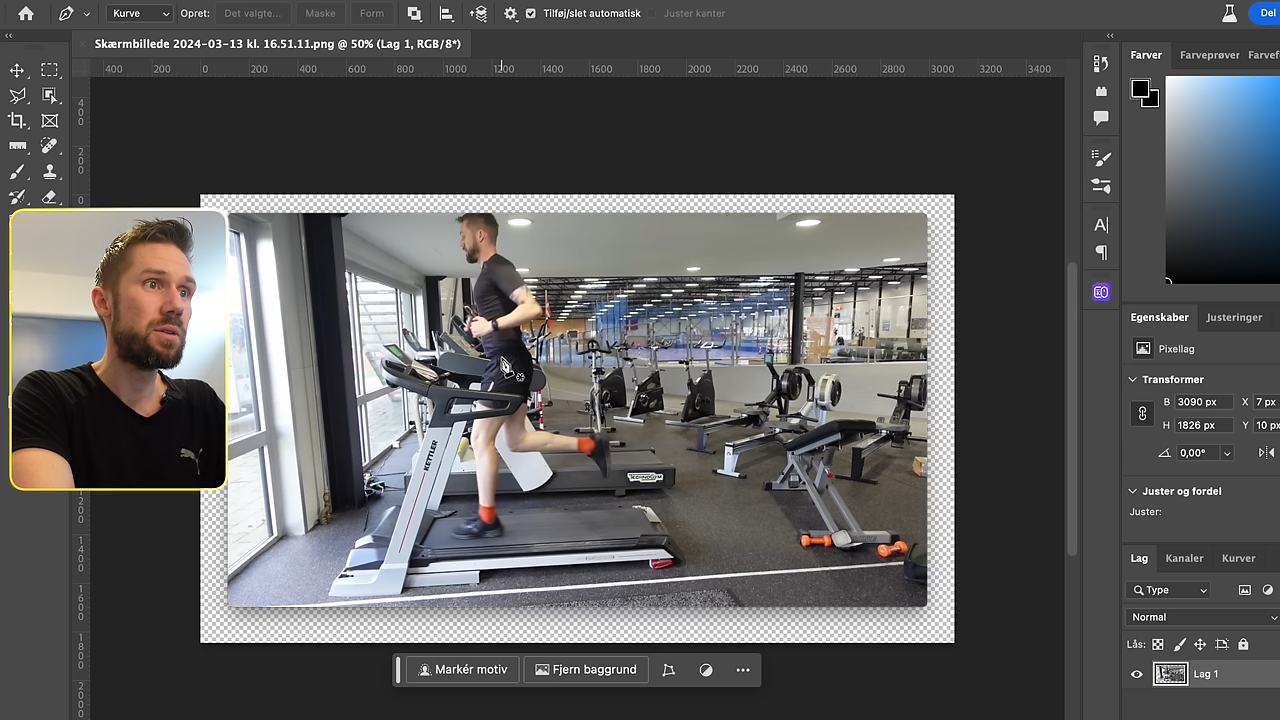 Kurve
Opret:
Det valgte...
Maske
Form
Tilføj/slet automatisk
Juster kanter
Del
Skærmbillede 2024-03-13 kl. 16.51.11.png @ 50% (Lag 1, RGB/8*)
400 200 0 200 400 600 800 1000 1200 1400 1600 1800 2000 2200 2400 2600 2800 3000 3200 3400
Farver
Farveprøver
Farvef
Egenskaber
Justeringer
Pixellag
Transformer
B 3090 px X 7 px
H 1826 px Y 10 px
0,00°
Juster og fordel
Juster:
KETTLER
TECHNOGYM
PUMA
Lag
Kanaler
Kurver
Type
Normal
Lås:
Lag 1
Markér motiv
Fjern baggrund